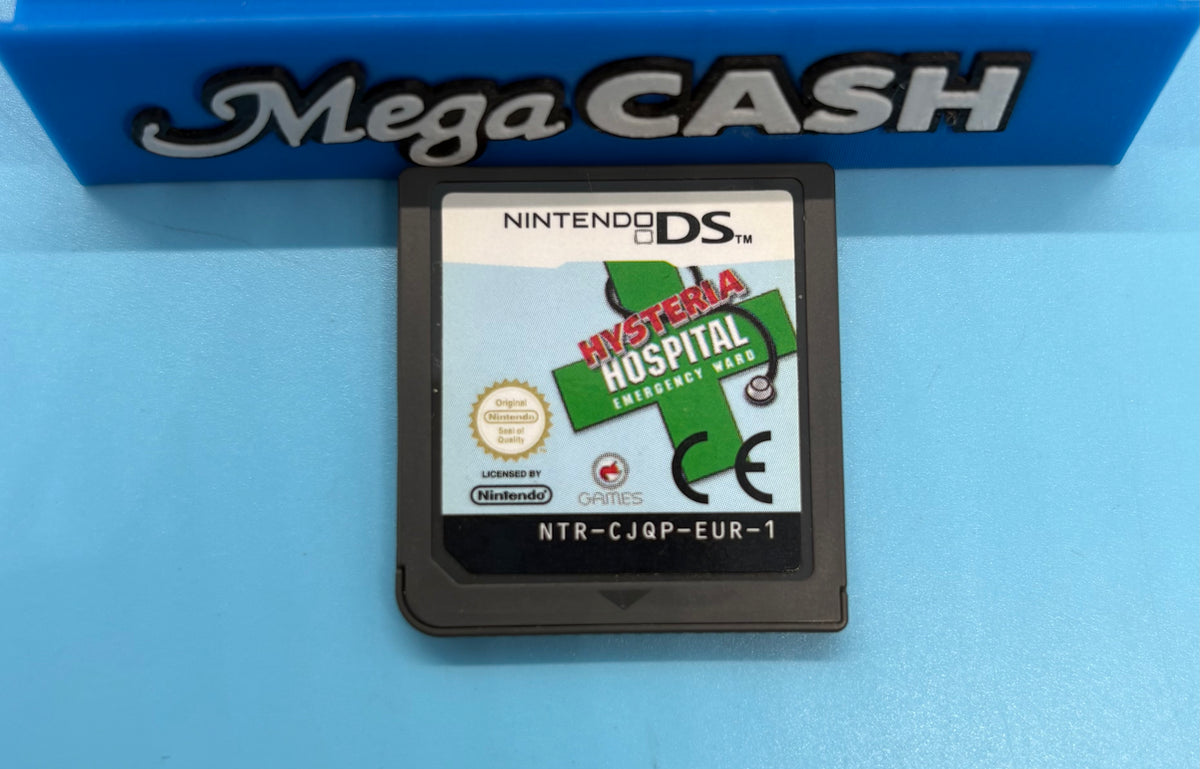 Mega CASH
NINTENDO DS™
HYSTERIA
HOSPITAL
EMERGENCY WARD
Original
Nintendo
Seal of
Quality
LICENSED BY
Nintendo®
GAMES
CE
NTR-CJQP-EUR-1